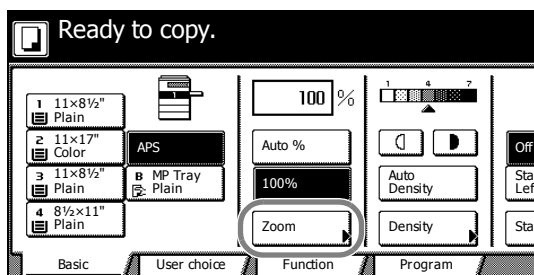 Ready to copy.
1 11×8½"
Plain
2 11×17"
Color
3 11×8½"
Plain
4 8½×11"
Plain
1
APS
B MP Tray
Plain
100 %
Auto %
100%
Zoom
1 4 7
Auto
Density
Density
Off
Sta
Lef
Sta
Basic
User choice
Function
Program